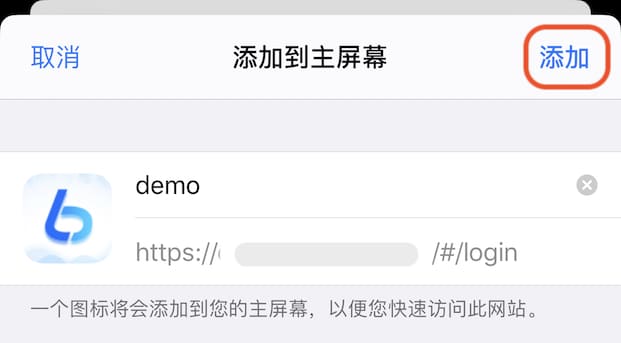 取消 添加到主屏幕 添加
demo
https:// /#/login
一个图标将会添加到您的主屏幕，以便您快速访问此网站。